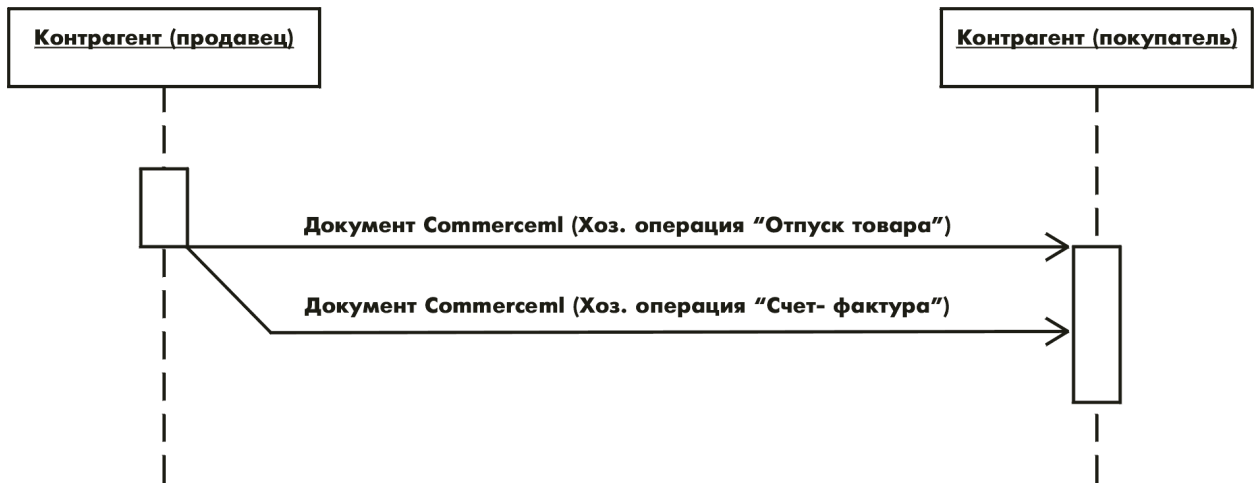 Контрагент (продавец)
Контрагент (покупатель)
Документ Commerceml (Хоз. операция “Отпуск товара”)
Документ Commerceml (Хоз. операция “Счет- фактура”)